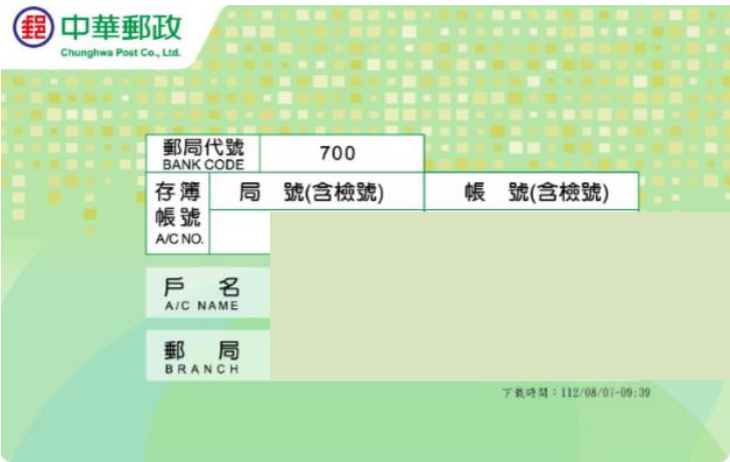 郵 中華郵政
Chunghwa Post Co., Ltd.
郵局代號 700
BANK CODE
存簿 局 號(含檢號) 帳 號(含檢號)
帳號
A/C NO.
戶 名
A/C NAME
郵 局
BRANCH
下載時間:112/08/07-09:39